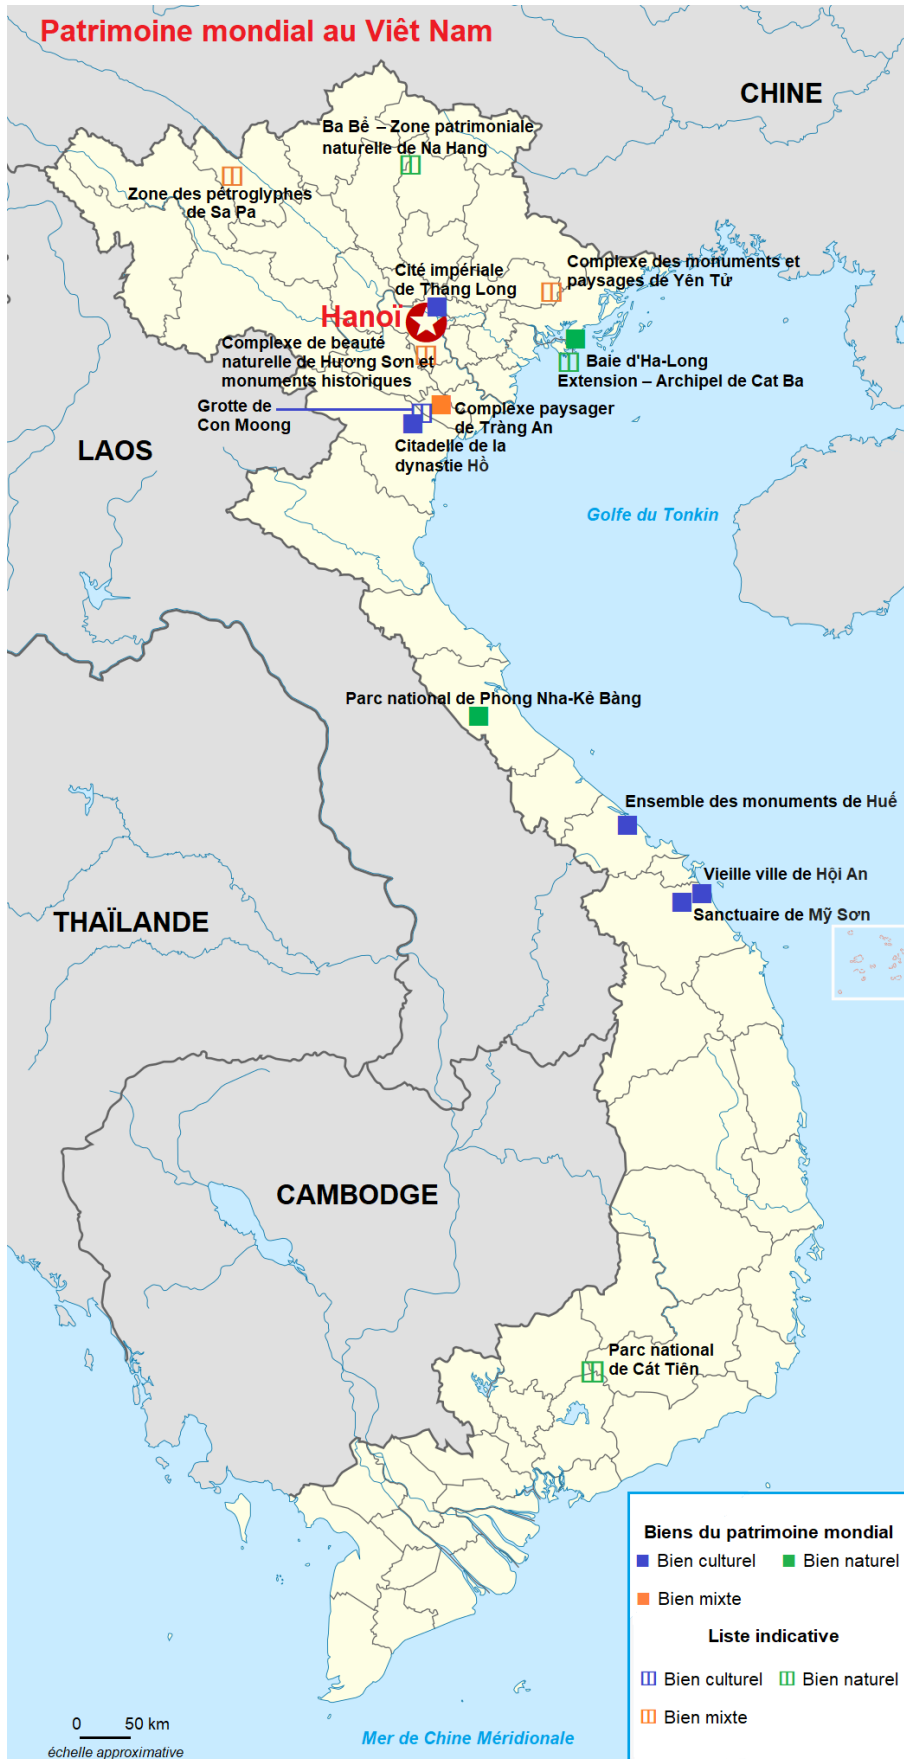 Patrimoine mondial au Viêt Nam
CHINE
Ba Bể – Zone patrimoniale
naturelle de Na Hang
Zone des pétroglyphes
de Sa Pa
Cité impériale
de Thang Long
Complexe des monuments et
paysages de Yên Tử
Hanoï
Complexe de beauté
naturelle de Hương Sơn et
monuments historiques
Baie d'Ha-Long
Extension – Archipel de Cat Ba
Grotte de
Con Moong
Complexe paysager
de Tràng An
Citadelle de la
dynastie Hồ
LAOS
Golfe du Tonkin
Parc national de Phong Nha-Kẻ Bàng
Ensemble des monuments de Huế
Vieille ville de Hội An
Sanctuaire de Mỹ Sơn
THAÏLANDE
CAMBODGE
Parc national
de Cát Tiên
Biens du patrimoine mondial
Bien culturel
Bien naturel
Bien mixte
Liste indicative
Bien culturel
Bien naturel
Bien mixte
0 50 km
échelle approximative
Mer de Chine Méridionale